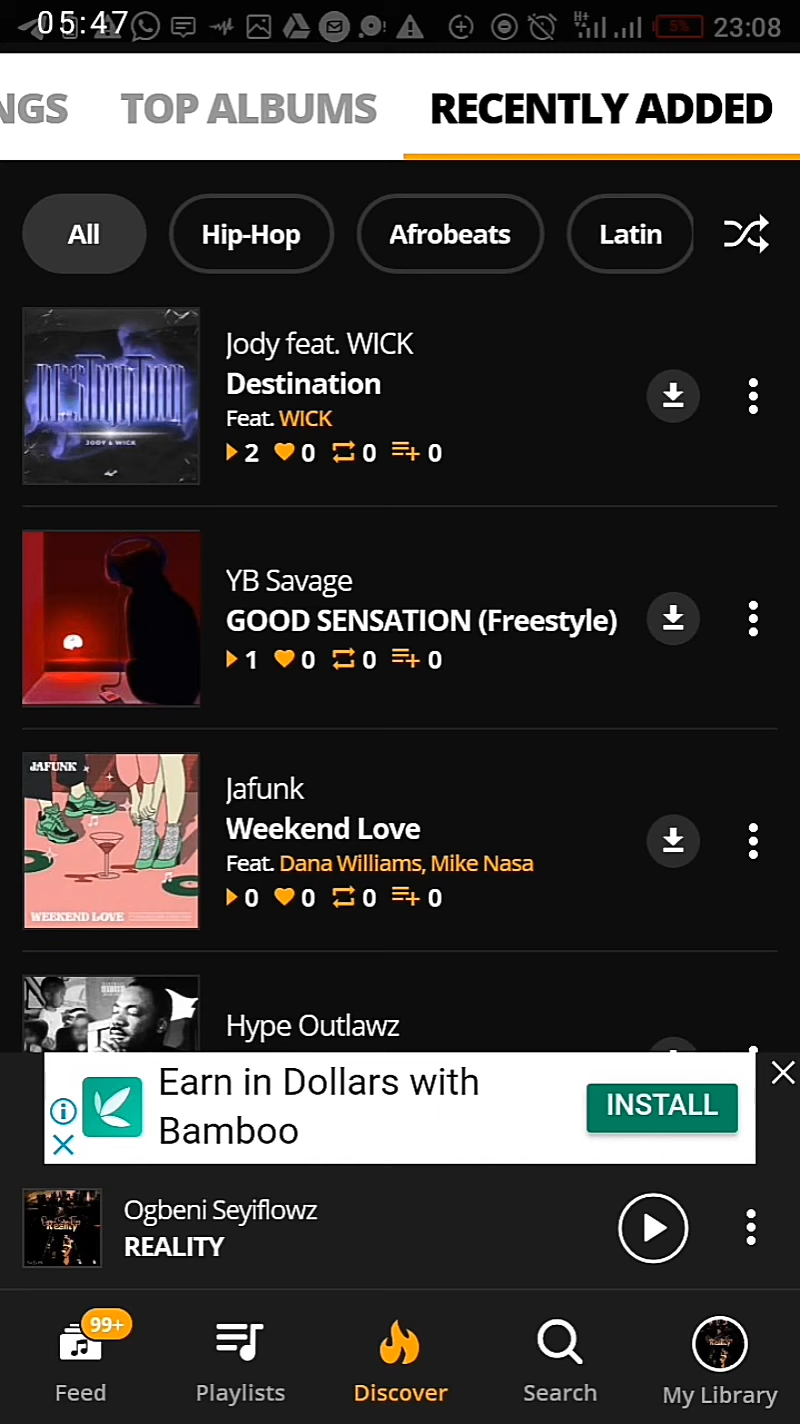 05:47
5%
23:08
NGS
TOP ALBUMS
RECENTLY ADDED
All
Hip-Hop
Afrobeats
Latin
Jody feat. WICK
Destination
Feat. WICK
2 0 0 0
JODY & WICK
YB Savage
GOOD SENSATION (Freestyle)
1 0 0 0
JAFUNK
WEEKEND LOVE
Jafunk
Weekend Love
Feat. Dana Williams, Mike Nasa
0 0 0 0
Hype Outlawz
Earn in Dollars with
Bamboo
INSTALL
Ogbeni Seyiflowz
REALITY
99+
Feed
Playlists
Discover
Search
My Library